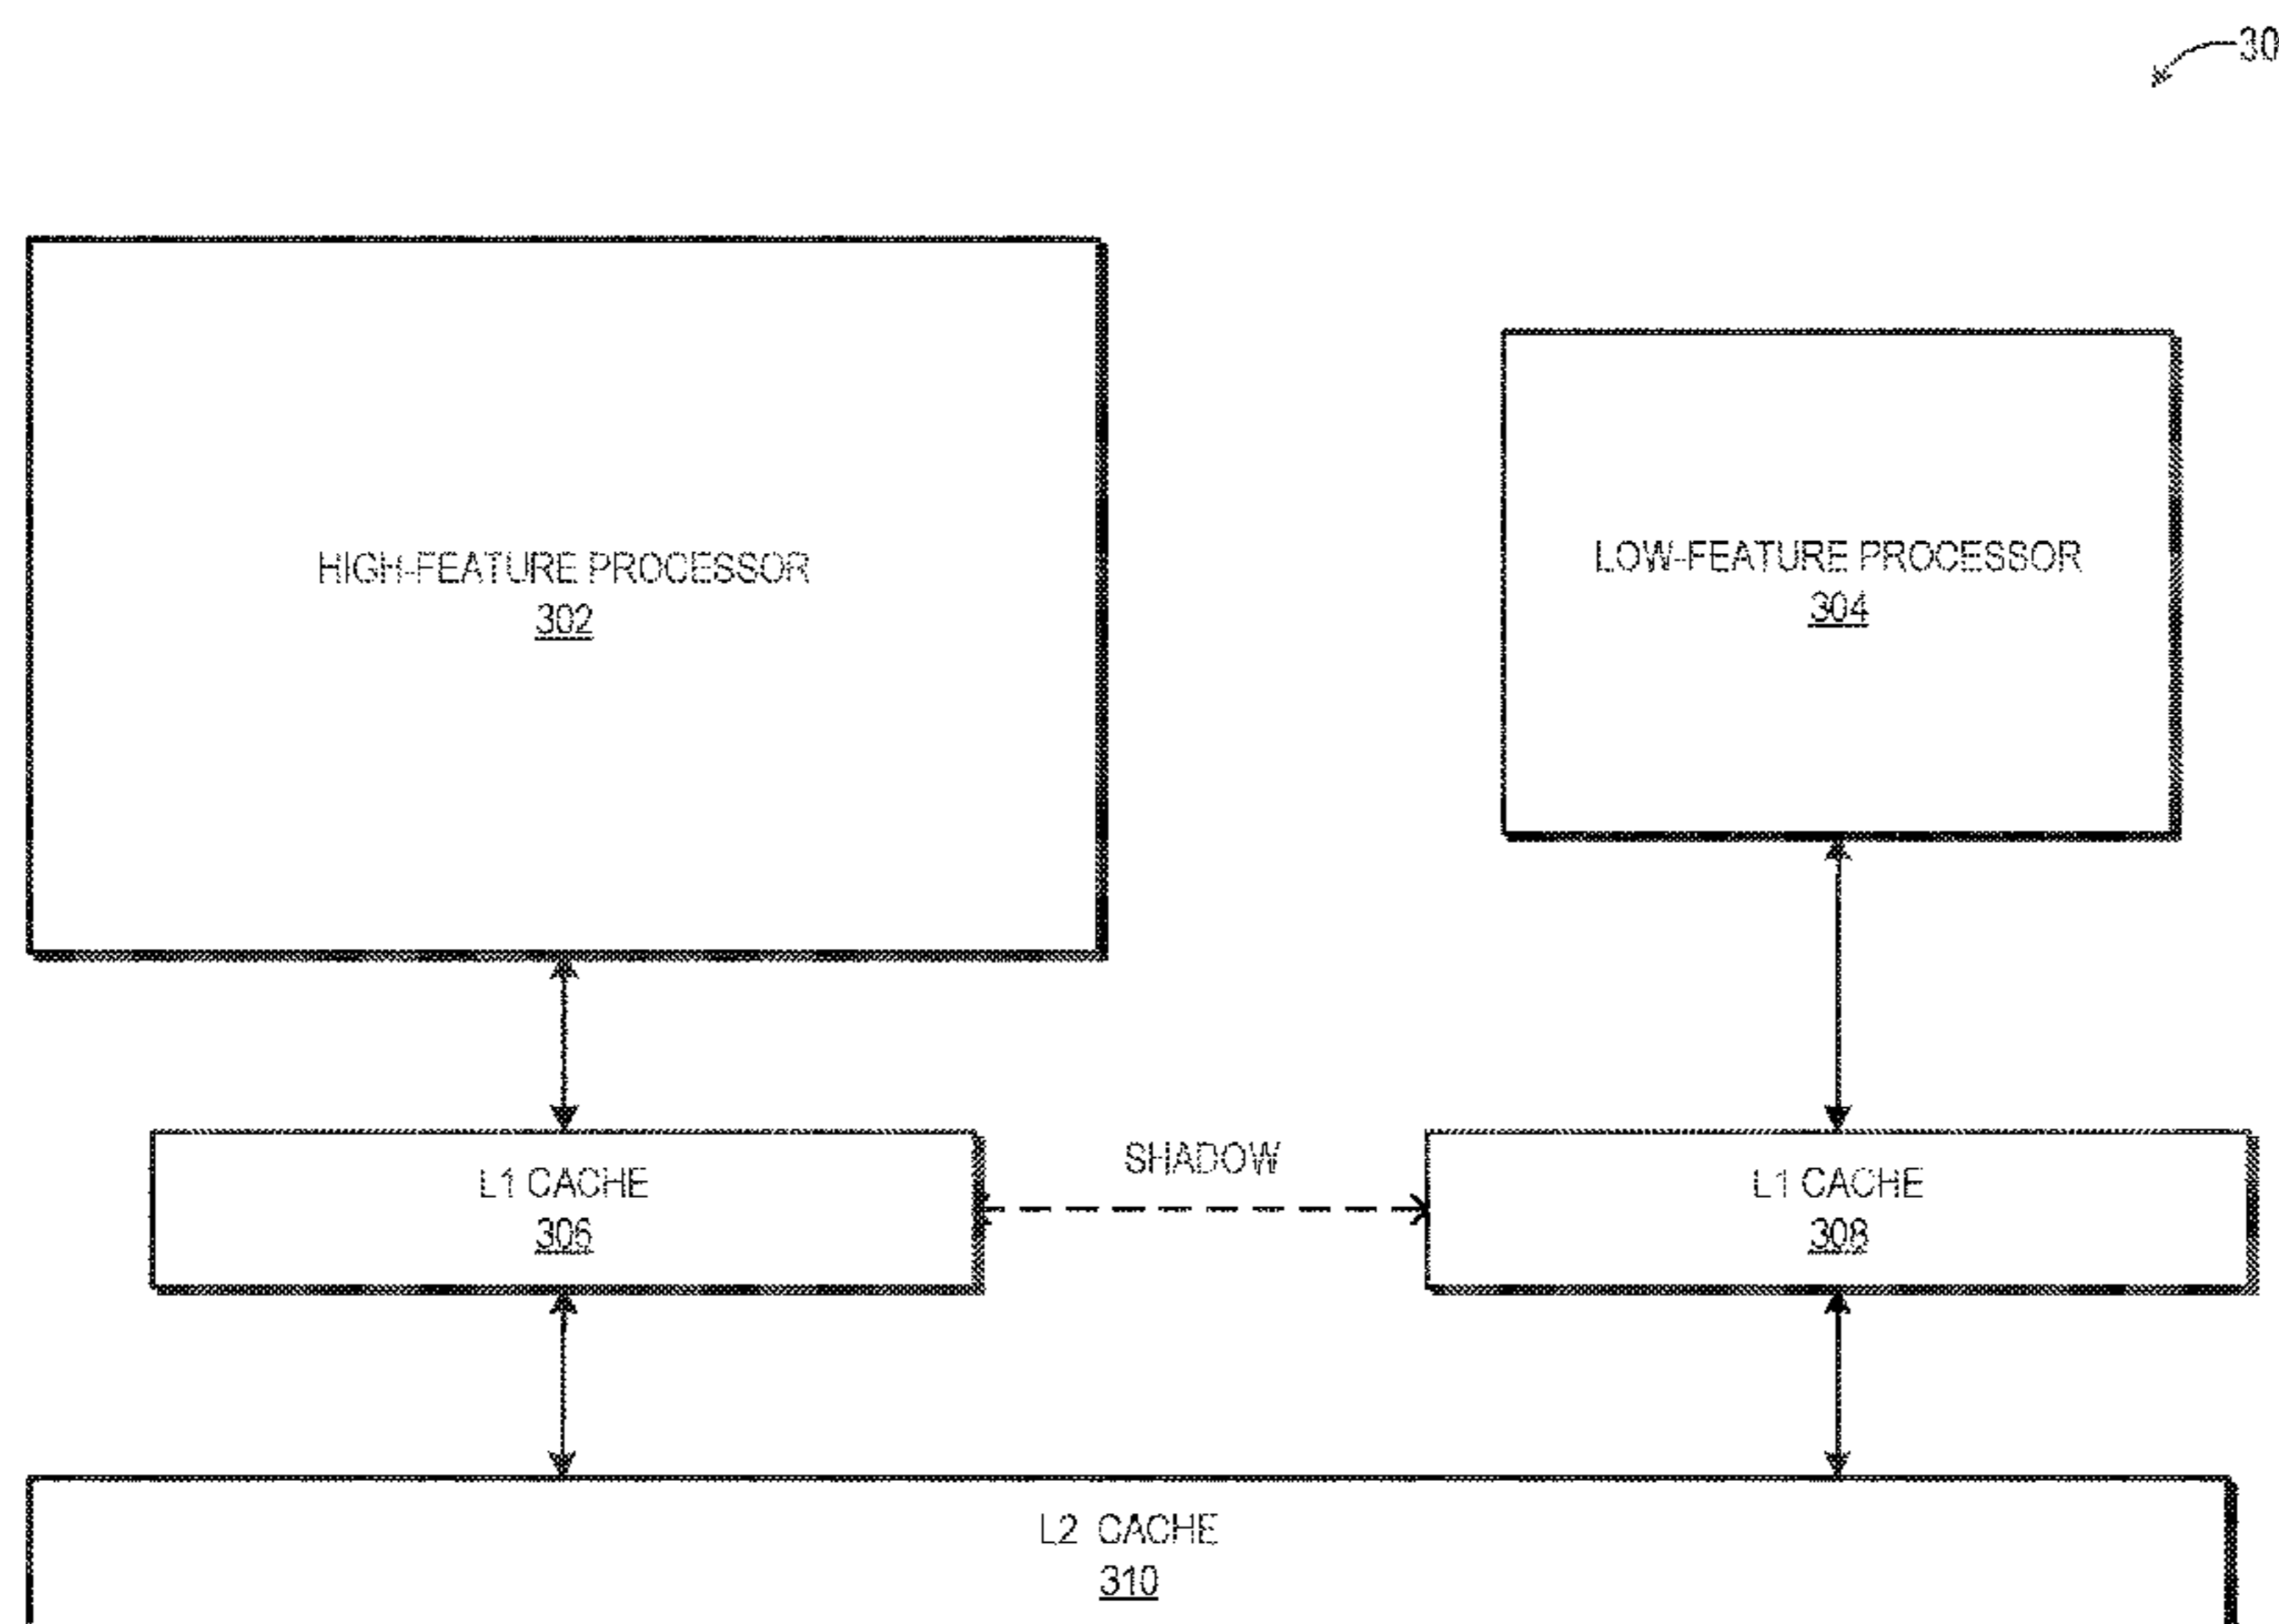 30
HIGH-FEATURE PROCESSOR
302
LOW-FEATURE PROCESSOR
304
SHADOW
L1 CACHE
306
L1 CACHE
308
L2 CACHE
310